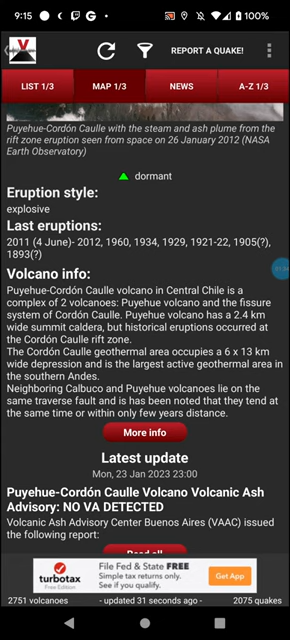 9:15
100%
REPORT A QUAKE!
LIST 1/3
MAP 1/3
NEWS
A-Z 1/3
Puyehue-Cordón Caulle with the steam and ash plume from the
rift zone eruption seen from space on 26 January 2012 (NASA
Earth Observatory)
dormant
Eruption style:
explosive
Last eruptions:
2011 (4 June)- 2012, 1960, 1934, 1929, 1921-22, 1905(?),
1893(?)
Volcano info:
Puyehue-Cordón Caulle volcano in Central Chile is a
complex of 2 volcanoes: Puyehue volcano and the fissure
system of Cordón Caulle. Puyehue volcano has a 2.4 km
wide summit caldera, but historical eruptions occurred at
the Cordón Caulle rift zone.
The Cordón Caulle geothermal area occupies a 6 x 13 km
wide depression and is the largest active geothermal area in
the southern Andes.
Neighboring Calbuco and Puyehue volcanoes lie on the
same traverse fault and is has been noted that they tend at
the same time or within only few years distance.
More info
Latest update
Mon, 23 Jan 2023 23:00
Puyehue-Cordón Caulle Volcano Volcanic Ash
Advisory: NO VA DETECTED
Volcanic Ash Advisory Center Buenos Aires (VAAC) issued
the following report:
Read all
turbotax
Free Edition
File Fed & State FREE
Simple tax returns only.
See if you qualify.
Get App
2751 volcanoes
- updated 31 seconds ago -
2075 quakes